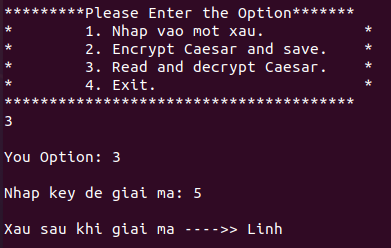 *********Please Enter the Option*******
*        1. Nhap vao mot xau.           *
*        2. Encrypt Caesar and save.    *
*        3. Read and decrypt Caesar.    *
*        4. Exit.                       *
***************************************
3
You Option: 3
Nhap key de giai ma: 5
Xau sau khi giai ma ---->> Linh